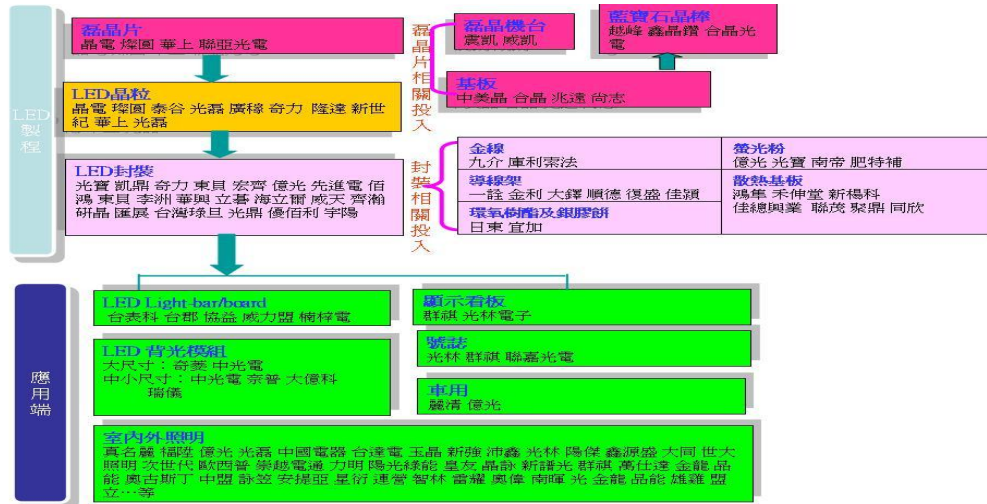 LED製程
磊晶片
晶電 燦圓 華上 聯亞光電
磊晶片相關投入
磊晶機台
震凱 威凱
藍寶石晶棒
越峰 鑫晶鑽 合晶光
電
基板
中美晶 合晶 兆遠 尚志
LED晶粒
晶電 璨圓 泰谷 光磊 廣稼 奇力 隆達 新世
紀 華上 光磊
LED封裝
光寶 凱鼎 奇力 東貝 宏齊 億光 先進電 佰
鴻 東貝 李洲 華興 立碁 海立爾 威天 齊瀚
研晶 匯展 台灣琭旦 光鼎 優佰利 宇陽
封裝相關投入
金線
九介 庫利索法
導線架
一詮 金利 大鐸 順德 復盛 佳穎
環氧樹酯及銀膠餅
日東 宜加
螢光粉
億光 光寶 南帝 肥特補
散熱基板
鴻隼 禾伸堂 新楊科
佳總興業 聯茂 聚鼎 同欣
應用端
LED Light-bar/board
台表科 台郡 協益 威力盟 楠梓電
LED 背光模組
大尺寸：奇菱 中光電
中小尺寸：中光電 奈普 大億科
瑞儀
顯示看板
群祺 光林電子
號誌
光林 群祺 聯嘉光電
車用
麗清 億光
室內外照明
真名麗 福陞 億光 光磊 中國電器 台達電 玉晶 新強 沛鑫 光林 陽傑 鑫源盛 大同 世大
照明 次世代 歐西普 崇越電通 力明 陽光綠能 皇友 晶詠 新譜光 群祺 萬仕達 金龍 品
能 奧古斯丁 中盟 詠笠 安提亞 星衍 連營 智林 雷耀 奧偉 南暉 光 金龍 品能 雄雞 盟
立…等